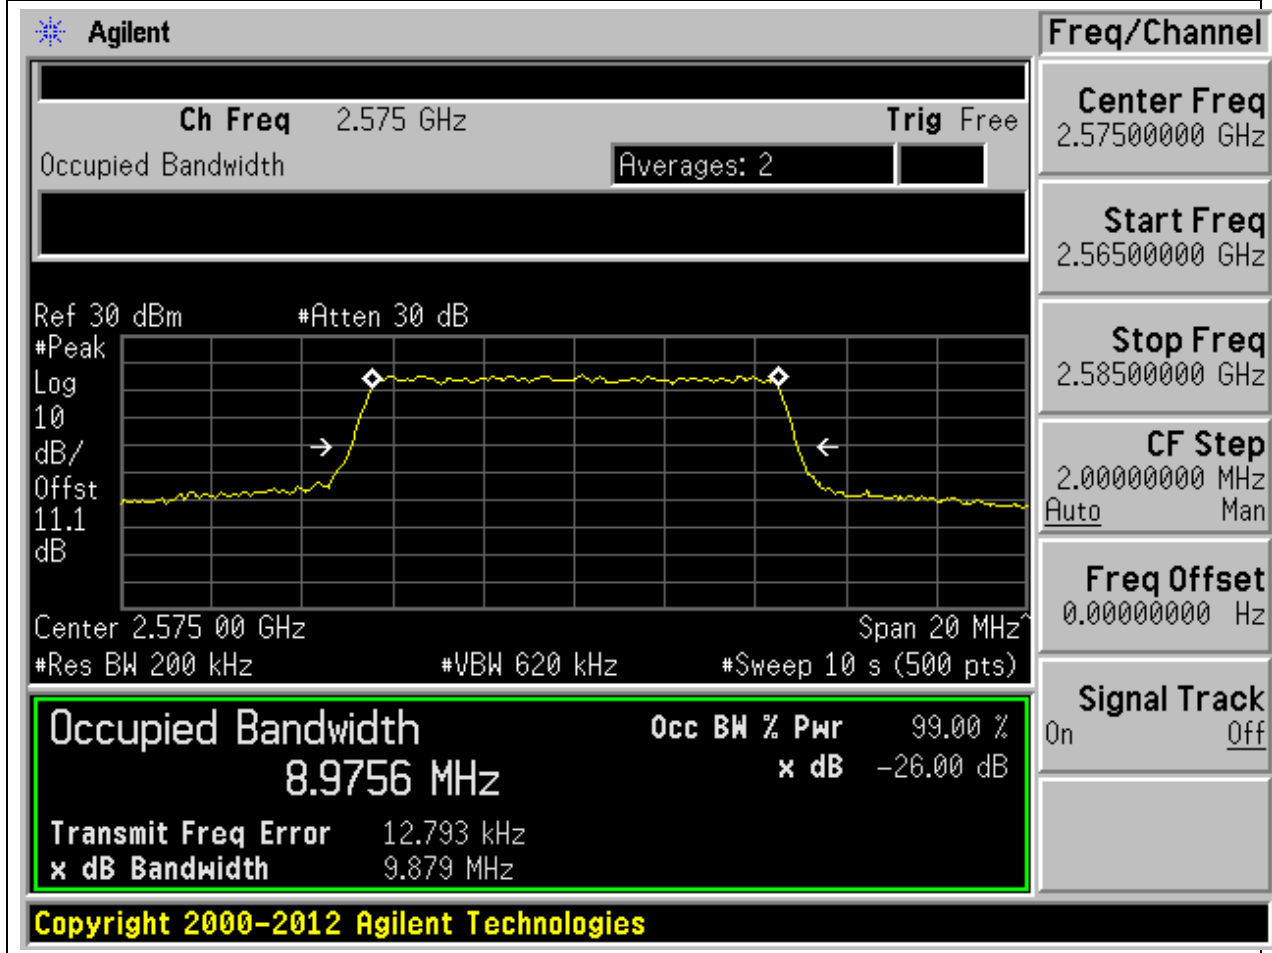 Agilent
Freq/Channel
Ch Freq 2.575 GHz Trig Free
Occupied Bandwidth Averages: 2
Center Freq
2.57500000 GHz
Start Freq
2.56500000 GHz
Stop Freq
2.58500000 GHz
CF Step
2.00000000 MHz
Auto Man
Freq Offset
0.00000000 Hz
Signal Track
On Off
Ref 30 dBm #Atten 30 dB
#Peak
Log
10
dB/
Offst
11.1
dB
Center 2.575 00 GHz Span 20 MHz^
#Res BW 200 kHz #VBW 620 kHz #Sweep 10 s (500 pts)
Occupied Bandwidth Occ BW % Pwr 99.00 %
8.9756 MHz x dB -26.00 dB
Transmit Freq Error 12.793 kHz
x dB Bandwidth 9.879 MHz
Copyright 2000-2012 Agilent Technologies